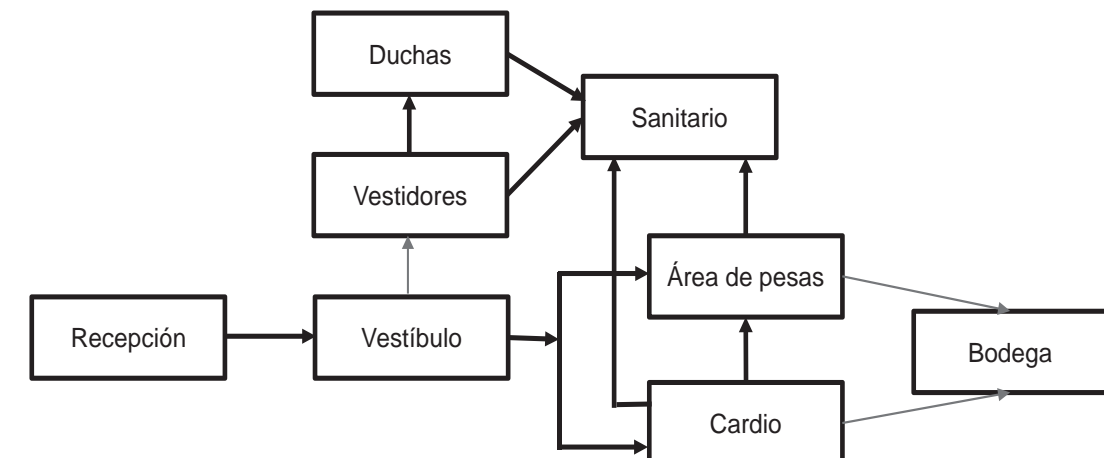 Duchas
Sanitario
Vestidores
Área de pesas
Recepción
Vestíbulo
Bodega
Cardio